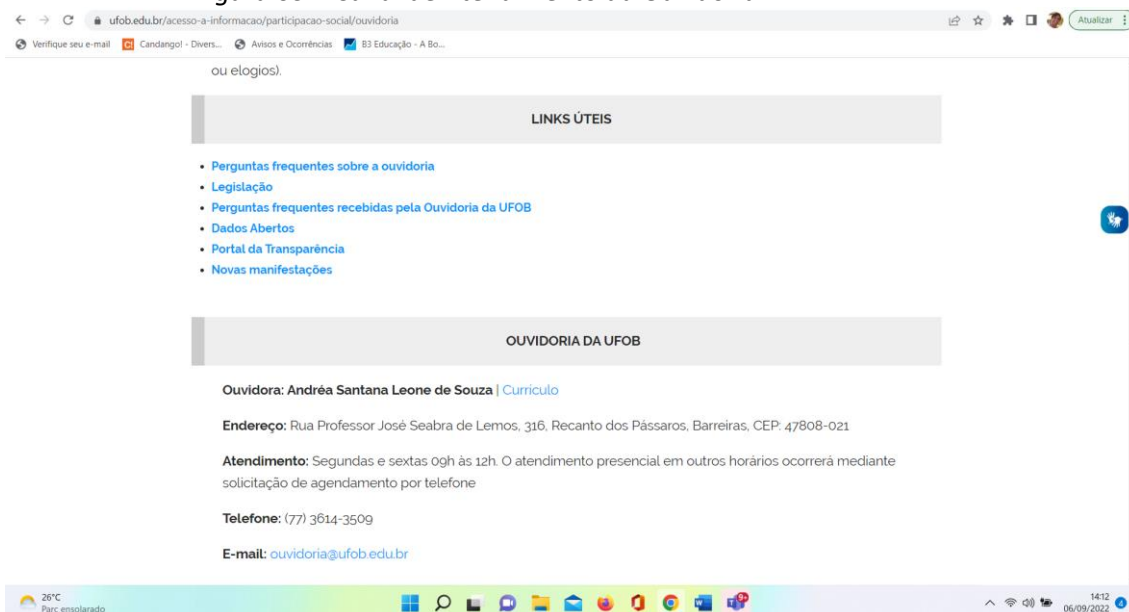 ufob.edu.br/acesso-a-informacao/participacao-social/ouvidoria
Atualizar
Verifique seu e-mail
Candango! - Divers...
Avisos e Ocorrências
B3 Educação - A Bo...
ou elogios).
LINKS ÚTEIS
• Perguntas frequentes sobre a ouvidoria
• Legislação
• Perguntas frequentes recebidas pela Ouvidoria da UFOB
• Dados Abertos
• Portal da Transparência
• Novas manifestações
OUVIDORIA DA UFOB
Ouvidora: Andréa Santana Leone de Souza | Curriculo
Endereço: Rua Professor José Seabra de Lemos, 316, Recanto dos Pássaros, Barreiras, CEP: 47808-021
Atendimento: Segundas e sextas 09h às 12h. O atendimento presencial em outros horários ocorrerá mediante
solicitação de agendamento por telefone
Telefone: (77) 3614-3509
E-mail: ouvidoria@ufob.edu.br
26°C
Parc ensolarado
14:12
06/09/2022